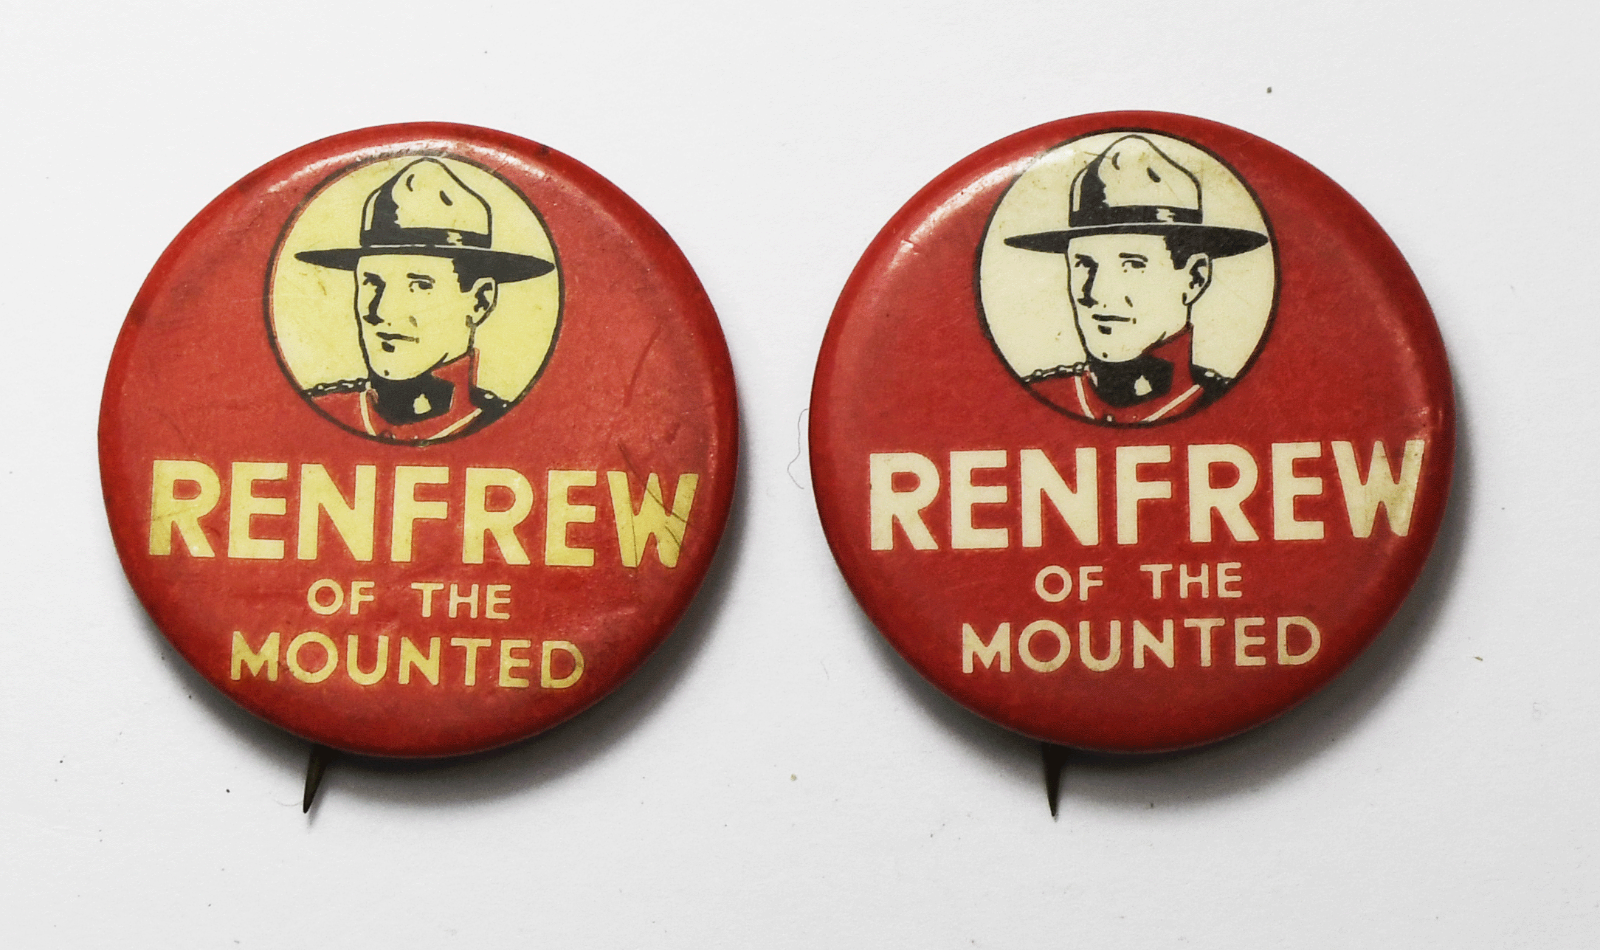 RENFREW
OF THE
MOUNTED
RENFREW
OF THE
MOUNTED